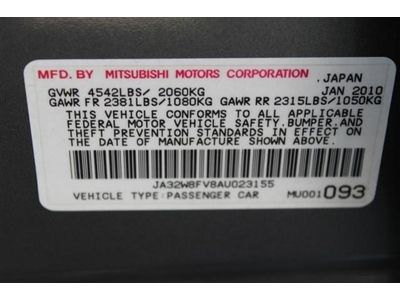 MFD. BY MITSUBISHI MOTORS CORPORATION ,JAPAN
GVWR 4542LBS/ 2060KG JAN 2010
GAWR FR 2381LBS/1080KG GAWR RR 2315LBS/1050KG
THIS VEHICLE CONFORMS TO ALL APPLICABLE
FEDERAL MOTOR VEHICLE SAFETY,BUMPER,AND
THEFT PREVENTION STANDARDS IN EFFECT ON
THE DATE OF MANUFACTURE SHOWN ABOVE.
JA32W8FV8AU023155
VEHICLE TYPE:PASSENGER CAR MU001093